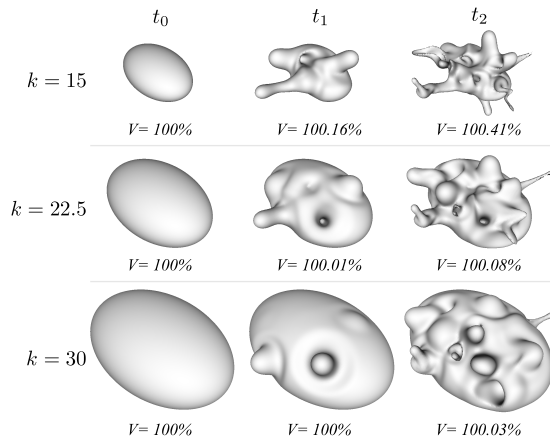 t₀ t₁ t₂
k = 15
V= 100% V= 100.16% V= 100.41%
k = 22.5
V= 100% V= 100.01% V= 100.08%
k = 30
V= 100% V= 100% V= 100.03%